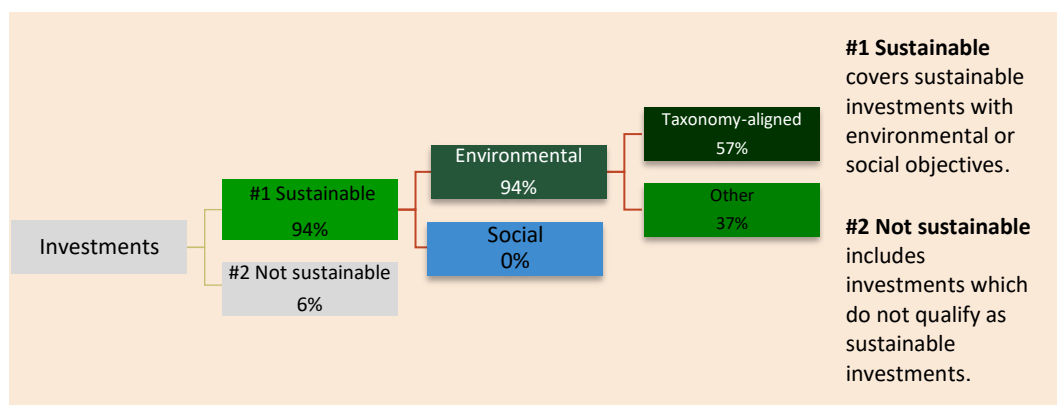 Investments
#1 Sustainable
94%
#2 Not sustainable
6%
Environmental
94%
Social
0%
Taxonomy-aligned
57%
Other
37%
#1 Sustainable
covers sustainable
investments with
environmental or
social objectives.
#2 Not sustainable
includes
investments which
do not qualify as
sustainable
investments.